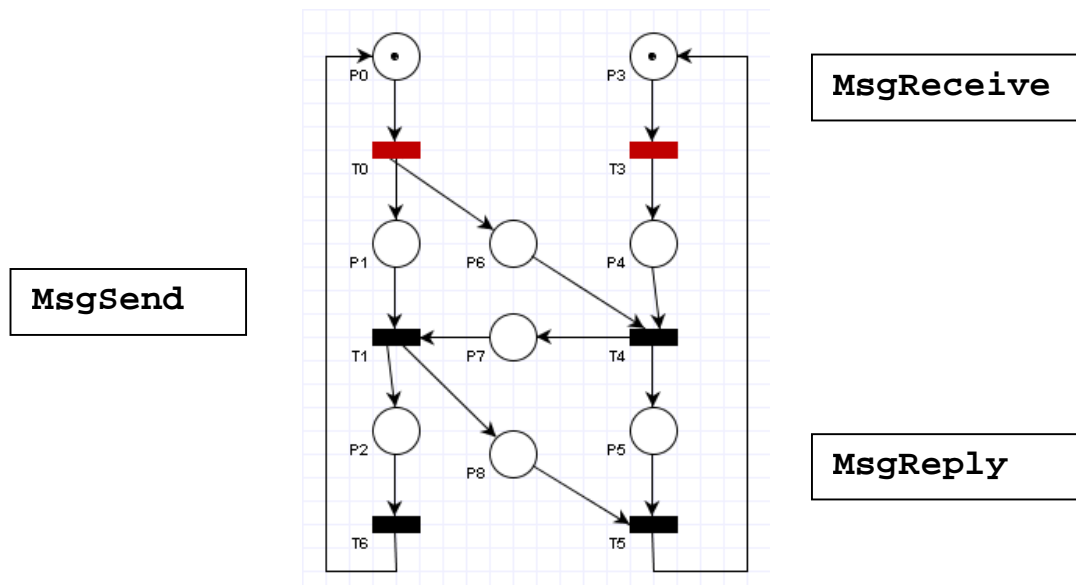 P0
P3
MsgReceive
T0
T3
P1
P6
P4
MsgSend
T1
P7
T4
P2
P8
P5
MsgReply
T6
T5